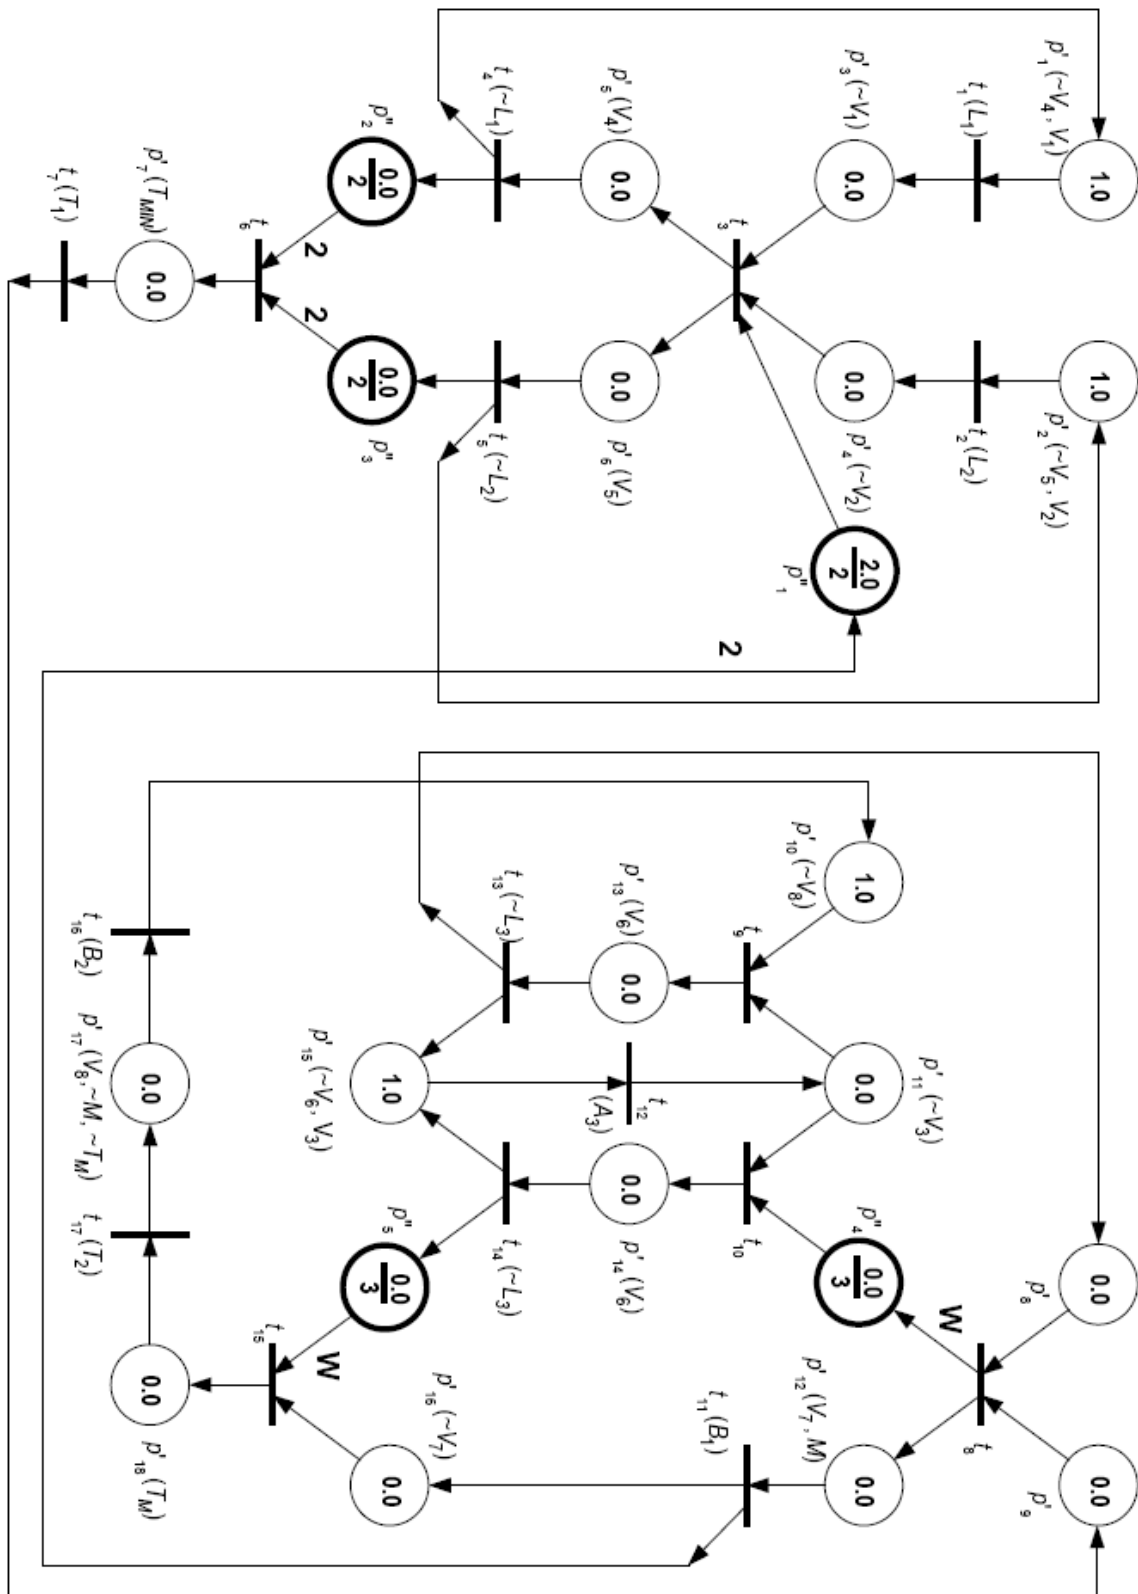 1.0
1.0
0.0
0.0
p'1 (~V4, V1)
p'2 (~V5, V2)
p'8
p'9
t1 (L1)
t2 (L2)
t8
W
p'11 (~V3)
p'3 (~V1)
0.0
0.0
p'4 (~V2)
2.0
2
p''1
1.0
p'10 (~V8)
0.0
0.0
3
p''4
p'12 (V7, M)
0.0
t3
2
t9
t10
t11 (B1)
p'5 (V4)
0.0
0.0
p'6 (V5)
p'13 (V6)
0.0
t12
(A3)
0.0
p'14 (V6)
t4 (~L1)
t5 (~L2)
t13 (~L3)
t14 (~L3)
p'16 (~V7)
p''2
0.0
2
0.0
2
p''3
1.0
p'15 (~V6, V3)
p''5
0.0
3
0.0
2
2
W
t6
t15
p'7 (TMIN)
0.0
t16 (B2)
0.0
p'17 (V8, ~M, ~TM)
t17 (T2)
0.0
p'18 (TM)
t7 (T1)